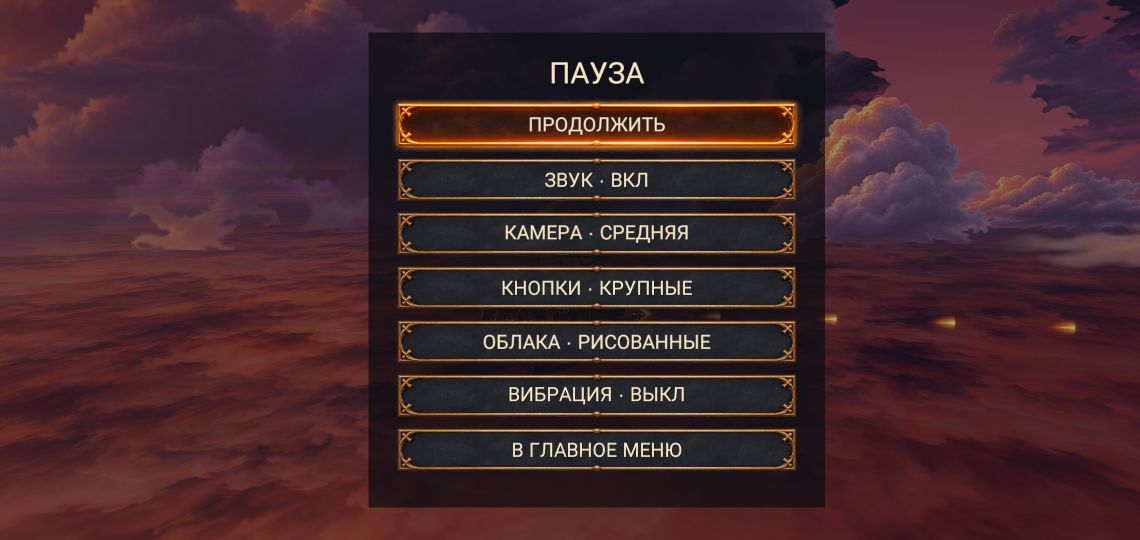 ПАУЗА
ПРОДОЛЖИТЬ
ЗВУК · ВКЛ
КАМЕРА · СРЕДНЯЯ
КНОПКИ · КРУПНЫЕ
ОБЛАКА · РИСОВАННЫЕ
ВИБРАЦИЯ · ВЫКЛ
В ГЛАВНОЕ МЕНЮ